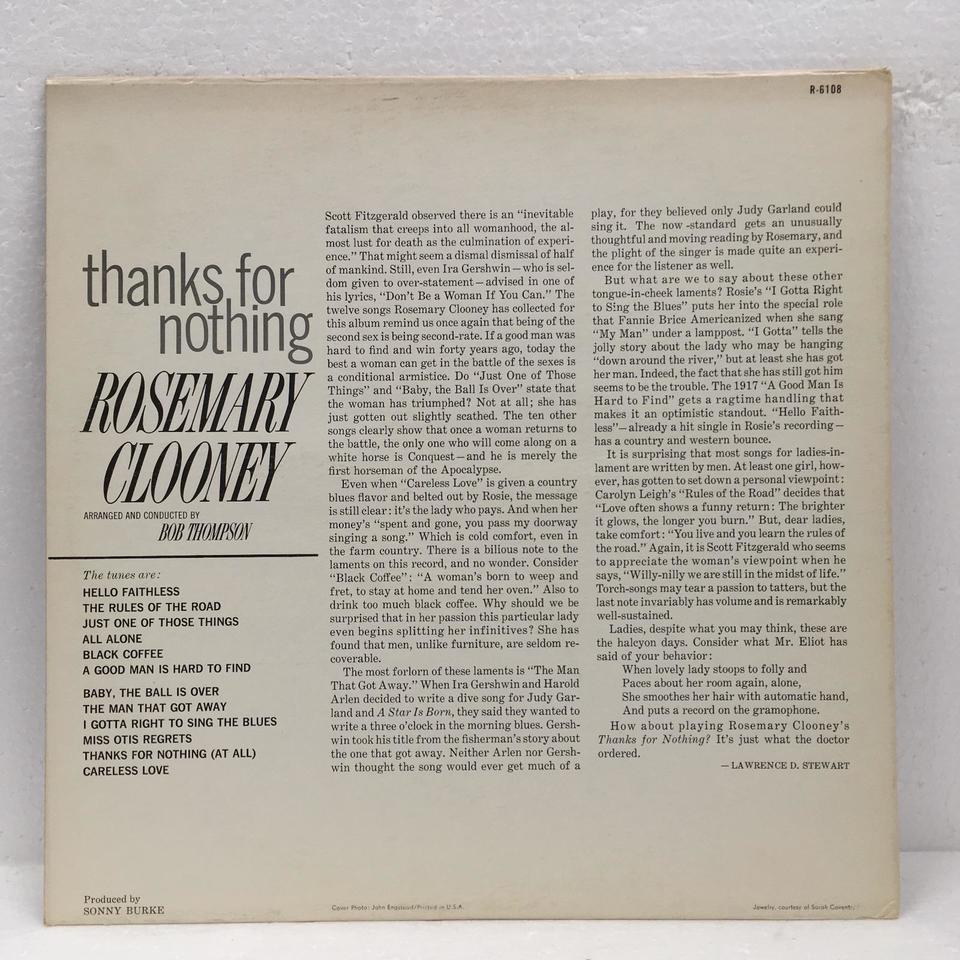 R-6108
thanks for
nothing
ROSEMARY
CLOONEY
ARRANGED AND CONDUCTED BY
BOB THOMPSON
The tunes are:
HELLO FAITHLESS
THE RULES OF THE ROAD
JUST ONE OF THOSE THINGS
ALL ALONE
BLACK COFFEE
A GOOD MAN IS HARD TO FIND
BABY, THE BALL IS OVER
THE MAN THAT GOT AWAY
I GOTTA RIGHT TO SING THE BLUES
MISS OTIS REGRETS
THANKS FOR NOTHING (AT ALL)
CARELESS LOVE
Produced by
SONNY BURKE
Scott Fitzgerald observed there is an “inevitable
fatalism that creeps into all womanhood, the al-
most lust for death as the culmination of experi-
ence.” That might seem a dismal dismissal of half
of mankind. Still, even Ira Gershwin—who is sel-
dom given to over-statement—advised in one of
his lyrics, “Don’t Be a Woman If You Can.” The
twelve songs Rosemary Clooney has collected for
this album remind us once again that being of the
second sex is being second-rate. If a good man was
hard to find and win forty years ago, today the
best a woman can get in the battle of the sexes is
a conditional armistice. Do “Just One of Those
Things” and “Baby, the Ball Is Over” state that
the woman has triumphed? Not at all; she has
just gotten out slightly scathed. The ten other
songs clearly show that once a woman returns to
the battle, the only one who will come along on a
white horse is Conquest—and he is merely the
first horseman of the Apocalypse.
Even when “Careless Love” is given a country
blues flavor and belted out by Rosie, the message
is still clear: it’s the lady who pays. And when her
money’s “spent and gone, you pass my doorway
singing a song.” Which is cold comfort, even in
the farm country. There is a bilious note to the
laments on this record, and no wonder. Consider
“Black Coffee”: “A woman’s born to weep and
fret, to stay at home and tend her oven.” Also to
drink too much black coffee. Why should we be
surprised that in her passion this particular lady
even begins splitting her infinitives? She has
found that men, unlike furniture, are seldom re-
coverable.
The most forlorn of these laments is “The Man
That Got Away.” When Ira Gershwin and Harold
Arlen decided to write a dive song for Judy Gar-
land and A Star Is Born, they said they wanted to
write a three o’clock in the morning blues. Gersh-
win took his title from the fisherman’s story about
the one that got away. Neither Arlen nor Gersh-
win thought the song would ever get much of a
play, for they believed only Judy Garland could
sing it. The now-standard gets an unusually
thoughtful and moving reading by Rosemary, and
the plight of the singer is made quite an experi-
ence for the listener as well.
But what are we to say about these other
tongue-in-cheek laments? Rosie’s “I Gotta Right
to Sing the Blues” puts her into the special role
that Fannie Brice Americanized when she sang
“My Man” under a lamppost. “I Gotta” tells the
jolly story about the lady who may be hanging
“down around the river,” but at least she has got
her man. Indeed, the fact that she has still got him
seems to be the trouble. The 1917 “A Good Man Is
Hard to Find” gets a ragtime handling that
makes it an optimistic standout. “Hello Faith-
less”—already a hit single in Rosie’s recording—
has a country and western bounce.
It is surprising that most songs for ladies-in-
lament are written by men. At least one girl, how-
ever, has gotten to set down a personal viewpoint:
Carolyn Leigh’s “Rules of the Road” decides that
“Love often shows a funny return: The brighter
it glows, the longer you burn.” But, dear ladies,
take comfort: “You live and you learn the rules of
the road.” Again, it is Scott Fitzgerald who seems
to appreciate the woman’s viewpoint when he
says, “Willy-nilly we are still in the midst of life.”
Torch-songs may tear a passion to tatters, but the
last note invariably has volume and is remarkably
well-sustained.
Ladies, despite what you may think, these are
the halcyon days. Consider what Mr. Eliot has
said of your behavior:
When lovely lady stoops to folly and
Paces about her room again, alone,
She smoothes her hair with automatic hand,
And puts a record on the gramophone.
How about playing Rosemary Clooney’s
Thanks for Nothing? It’s just what the doctor
ordered.
—LAWRENCE D. STEWART
Cover Photo: John Engstead/Printed in U.S.A.
Jewelry, courtesy of Sarah Coventry